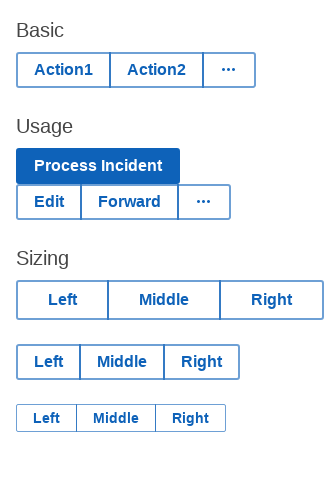 Basic
Action1 Action2 ...
Usage
Process Incident
Edit Forward ...
Sizing
Left Middle Right
Left Middle Right
Left Middle Right